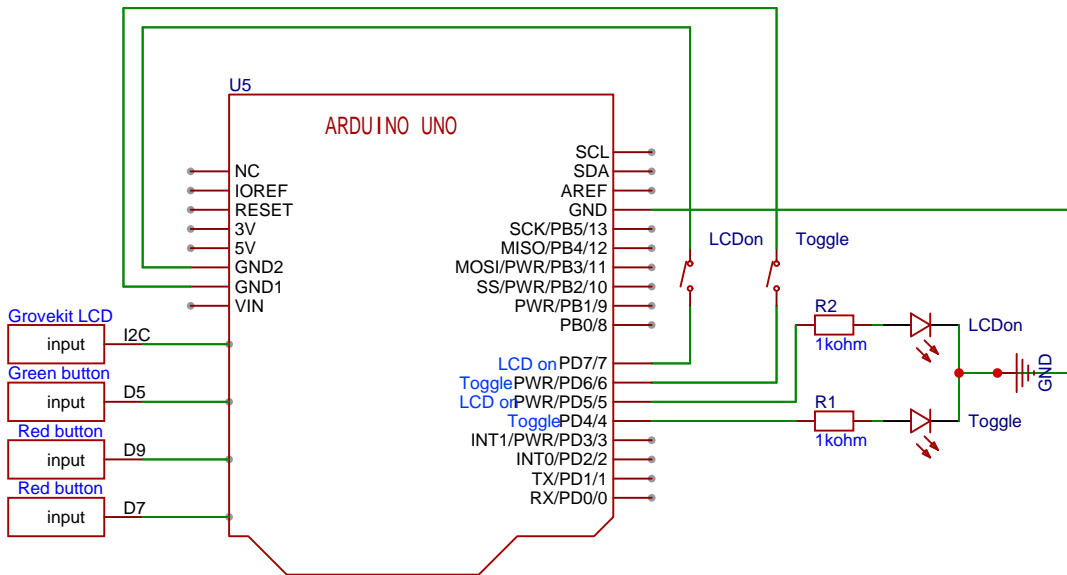 U5
ARDUINO UNO
NC
IOREF
RESET
3V
5V
GND2
GND1
VIN
SCL
SDA
AREF
GND
SCK/PB5/13
MISO/PB4/12
MOSI/PWR/PB3/11
SS/PWR/PB2/10
PWR/PB1/9
PB0/8
LCD on PD7/7
Toggle PWR/PD6/6
LCD on PWR/PD5/5
Toggle PD4/4
INT1/PWR/PD3/3
INT0/PD2/2
TX/PD1/1
RX/PD0/0
Grovekit LCD
input I2C
Green button
input D5
Red button
input D9
Red button
input D7
LCDon Toggle
R2
1kohm
LCDon
R1
1kohm
Toggle
GND